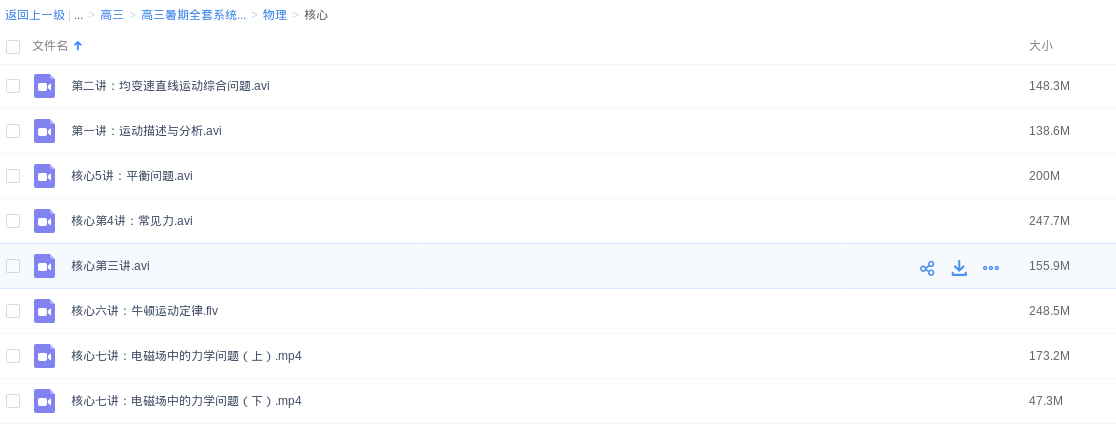 返回上一级 | ... > 高三 > 高三暑期全套系统... > 物理 > 核心
文件名 大小
第二讲：均变速直线运动综合问题.avi 148.3M
第一讲：运动描述与分析.avi 138.6M
核心5讲：平衡问题.avi 200M
核心第4讲：常见力.avi 247.7M
核心第三讲.avi 155.9M
核心六讲：牛顿运动定律.flv 248.5M
核心七讲：电磁场中的力学问题（上）.mp4 173.2M
核心七讲：电磁场中的力学问题（下）.mp4 47.3M